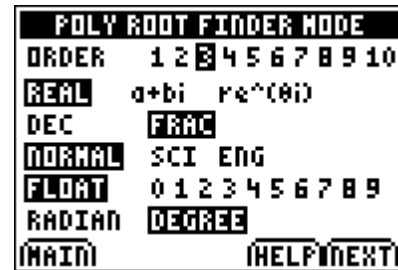 POLY ROOT FINDER MODE
ORDER 1 2 3 4 5 6 7 8 9 10
REAL a+bi re^(θi)
DEC FRAC
NORMAL SCI ENG
FLOAT 0 1 2 3 4 5 6 7 8 9
RADIAN DEGREE
MAIN HELP NEXT